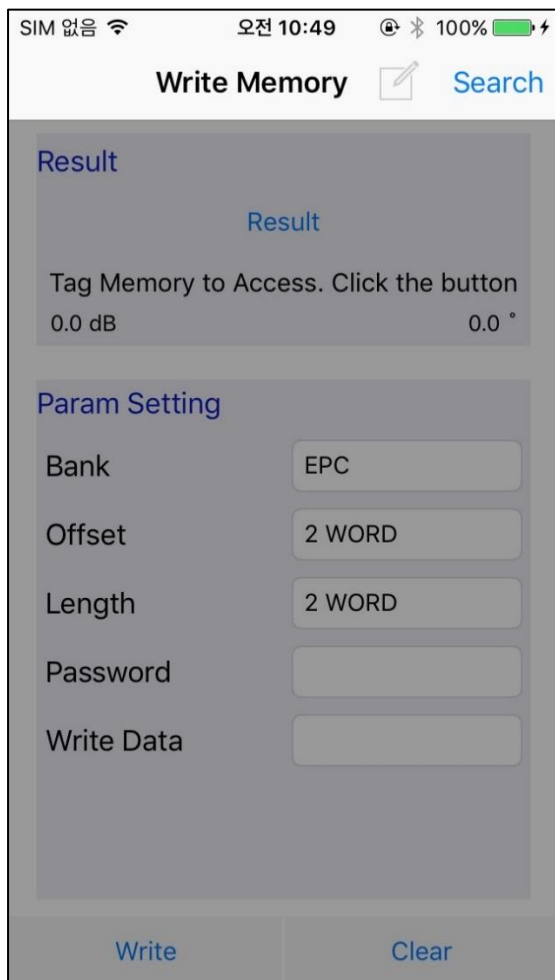 SIM 없음 오전 10:49 100%
Write Memory Search
Result
Result
Tag Memory to Access. Click the button
0.0 dB 0.0 °
Param Setting
Bank EPC
Offset 2 WORD
Length 2 WORD
Password
Write Data
Write Clear